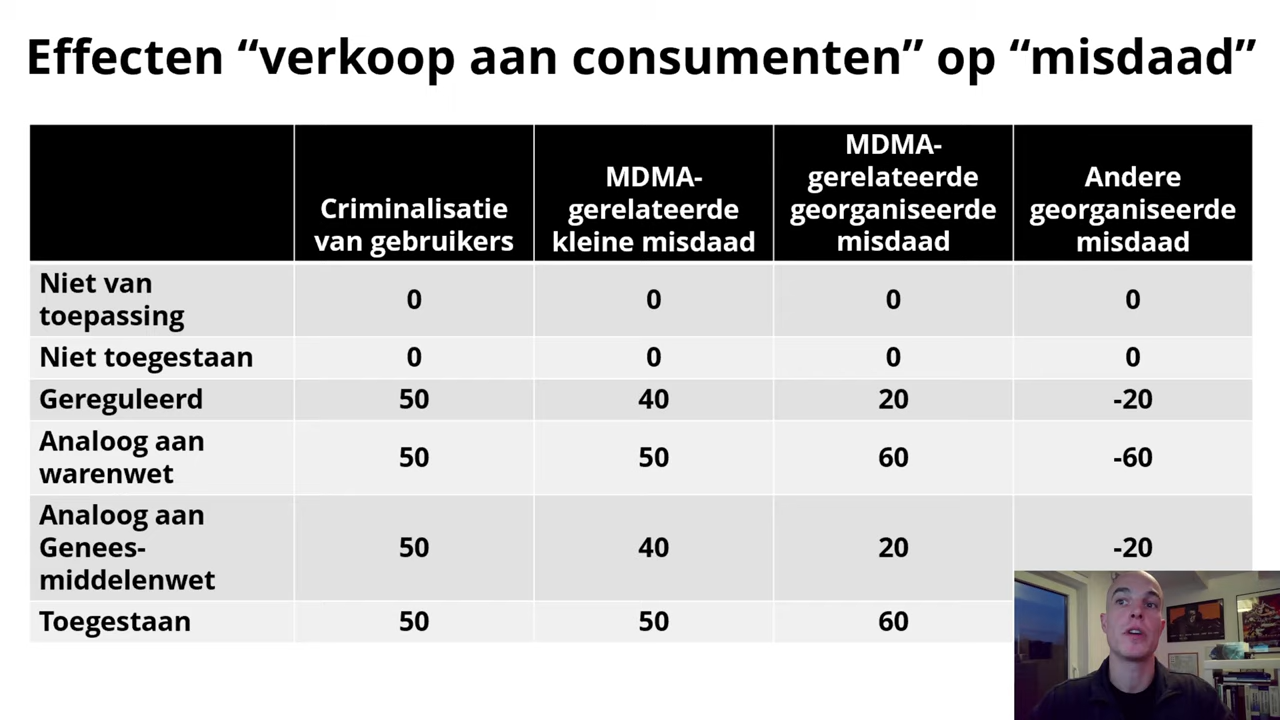 Effecten “verkoop aan consumenten” op “misdaad”
Criminalisatie
van gebruikers
MDMA-
gerelateerde
kleine misdaad
MDMA-
gerelateerde
georganiseerde
misdaad
Andere
georganiseerde
misdaad
Niet van
toepassing
0
0
0
0
Niet toegestaan
0
0
0
0
Gereguleerd
50
40
20
-20
Analoog aan
warenwet
50
50
60
-60
Analoog aan
Genees-
middelenwet
50
40
20
-20
Toegestaan
50
50
60